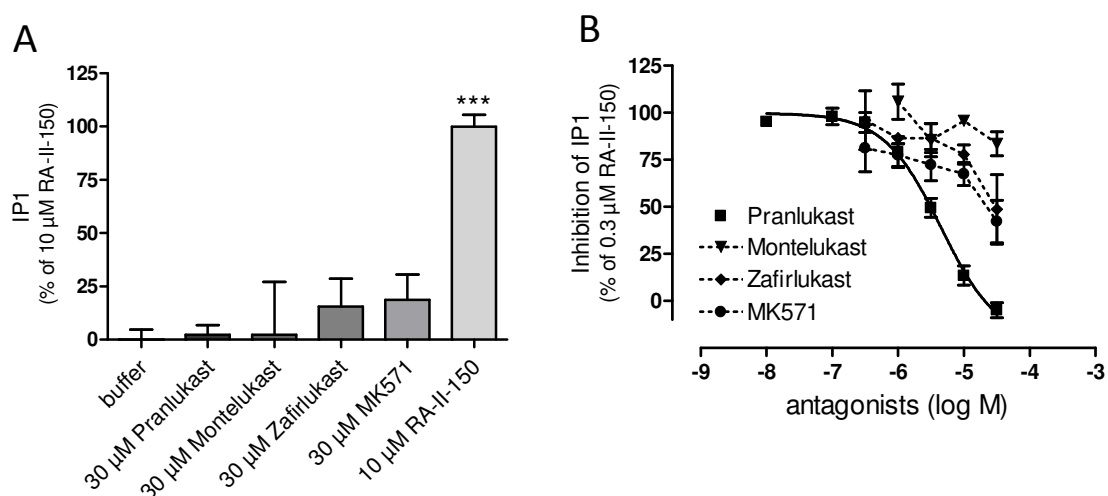 A
IP1
(% of 10 µM RA-II-150)
125
100
75
50
25
0
***
buffer
30 µM Pranlukast
30 µM Montelukast
30 µM Zafirlukast
30 µM MK571
10 µM RA-II-150
B
Inhibition of IP1
(% of 0.3 µM RA-II-150)
125
100
75
50
25
0
Pranlukast
Montelukast
Zafirlukast
MK571
-9 -8 -7 -6 -5 -4 -3
antagonists (log M)